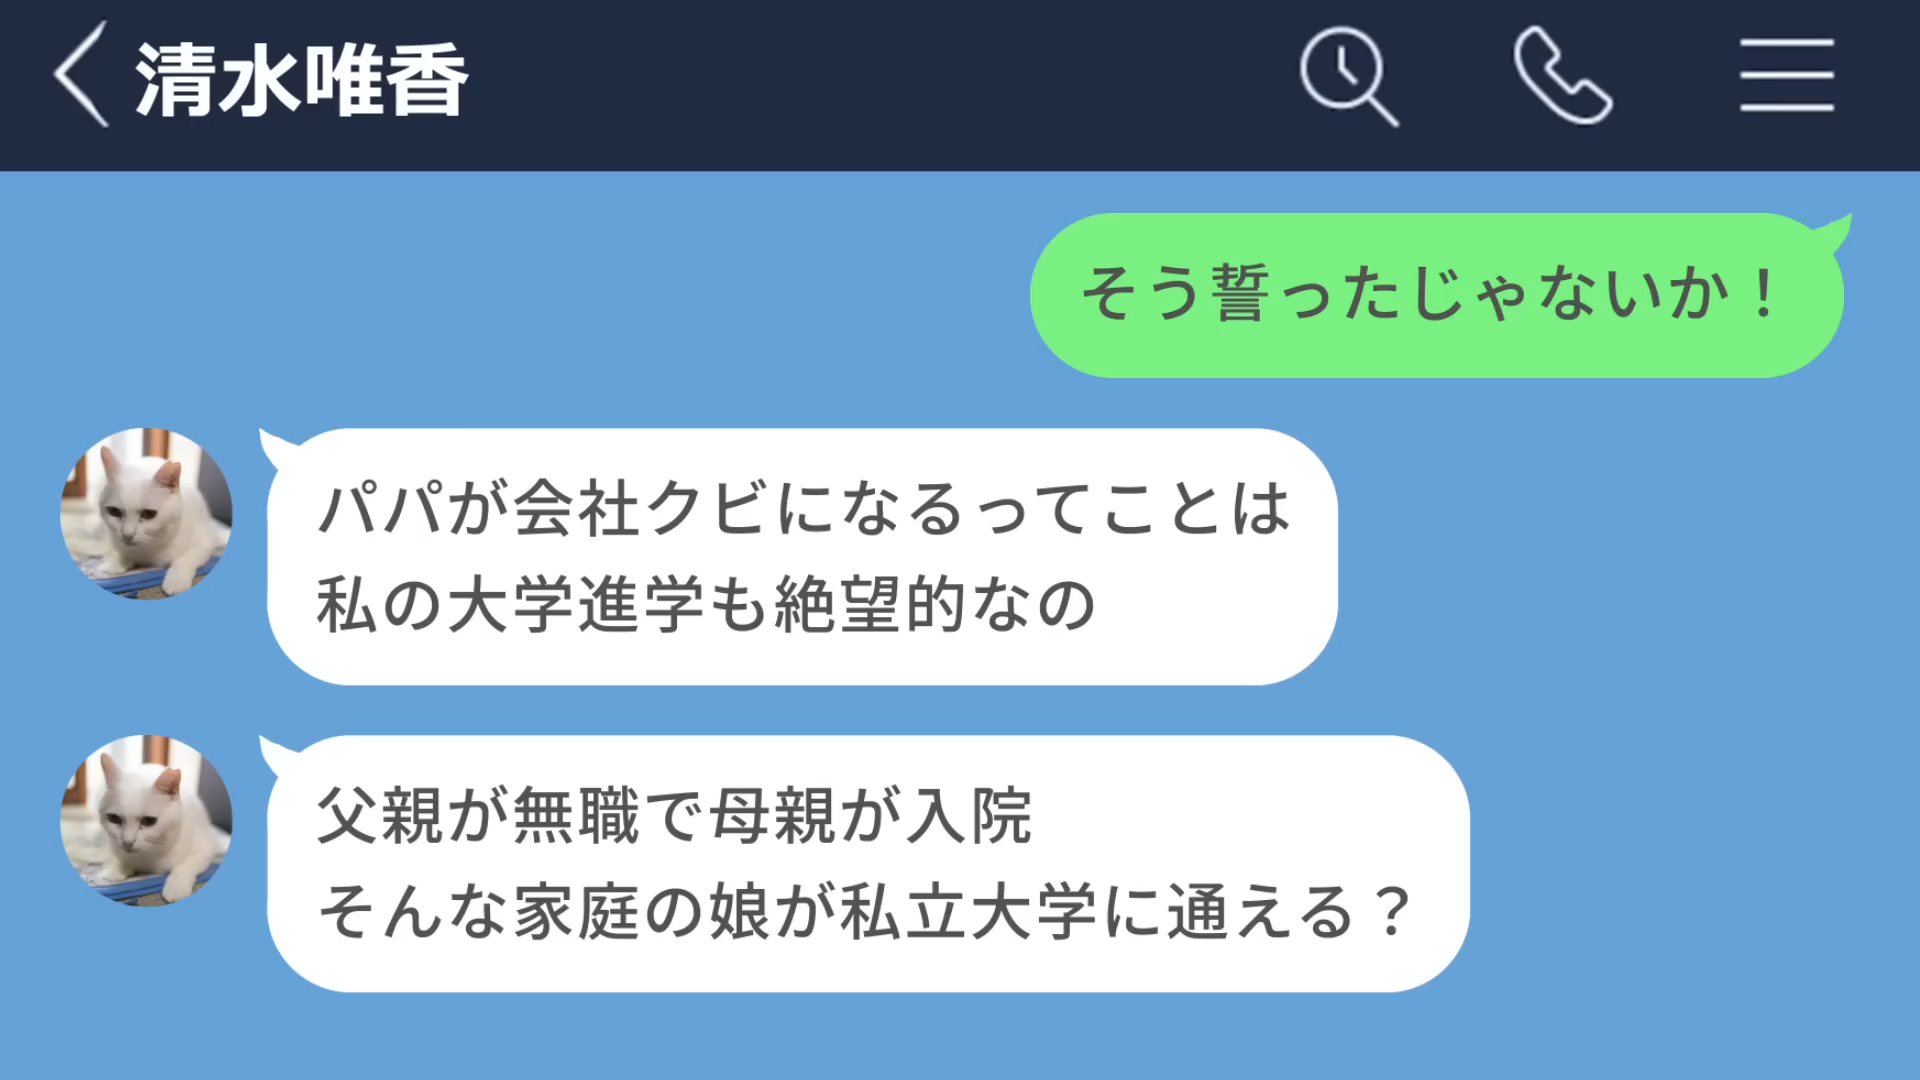 清水唯香
そう誓ったじゃないか！
パパが会社クビになるってことは
私の大学進学も絶望的なの
父親が無職で母親が入院
そんな家庭の娘が私立大学に通える？